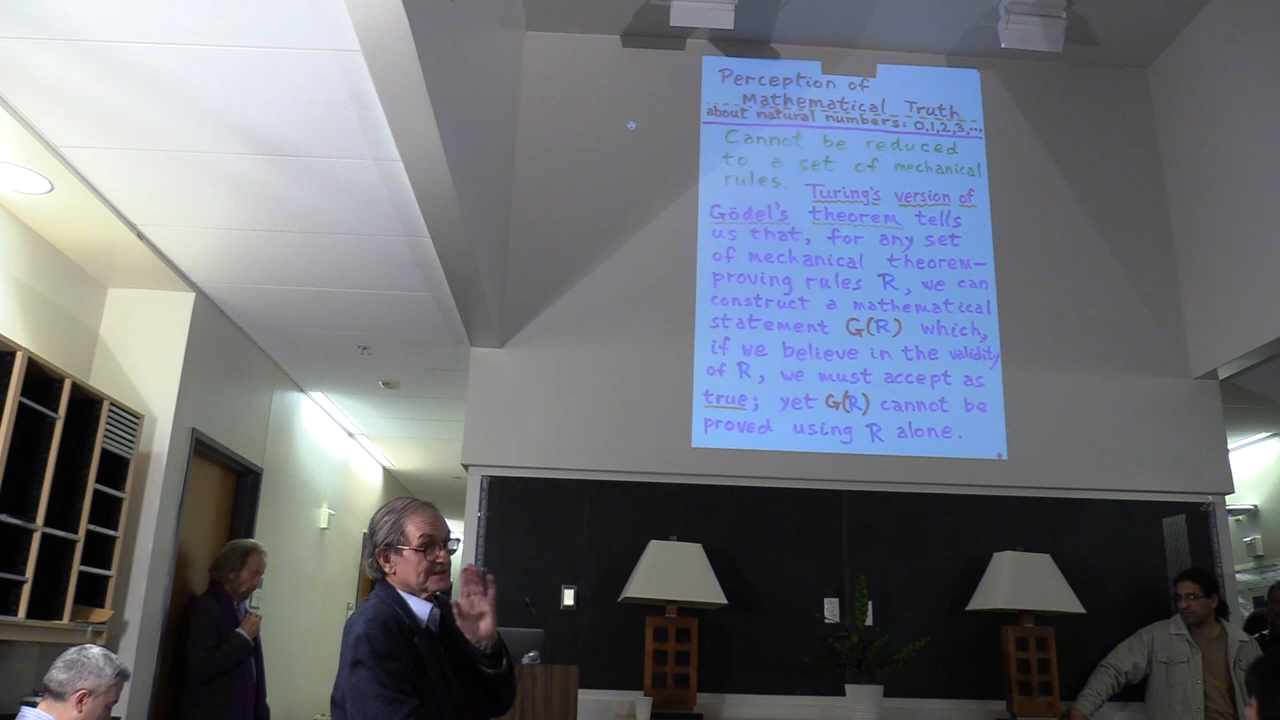 Perception of
Mathematical Truth
about natural numbers: 0,1,2,3,...
Cannot be reduced
to a set of mechanical
rules. Turing's version of
Gödel's theorem tells
us that, for any set
of mechanical theorem-
proving rules R, we can
construct a mathematical
statement G(R) which,
if we believe in the validity
of R, we must accept as
true; yet G(R) cannot be
proved using R alone.